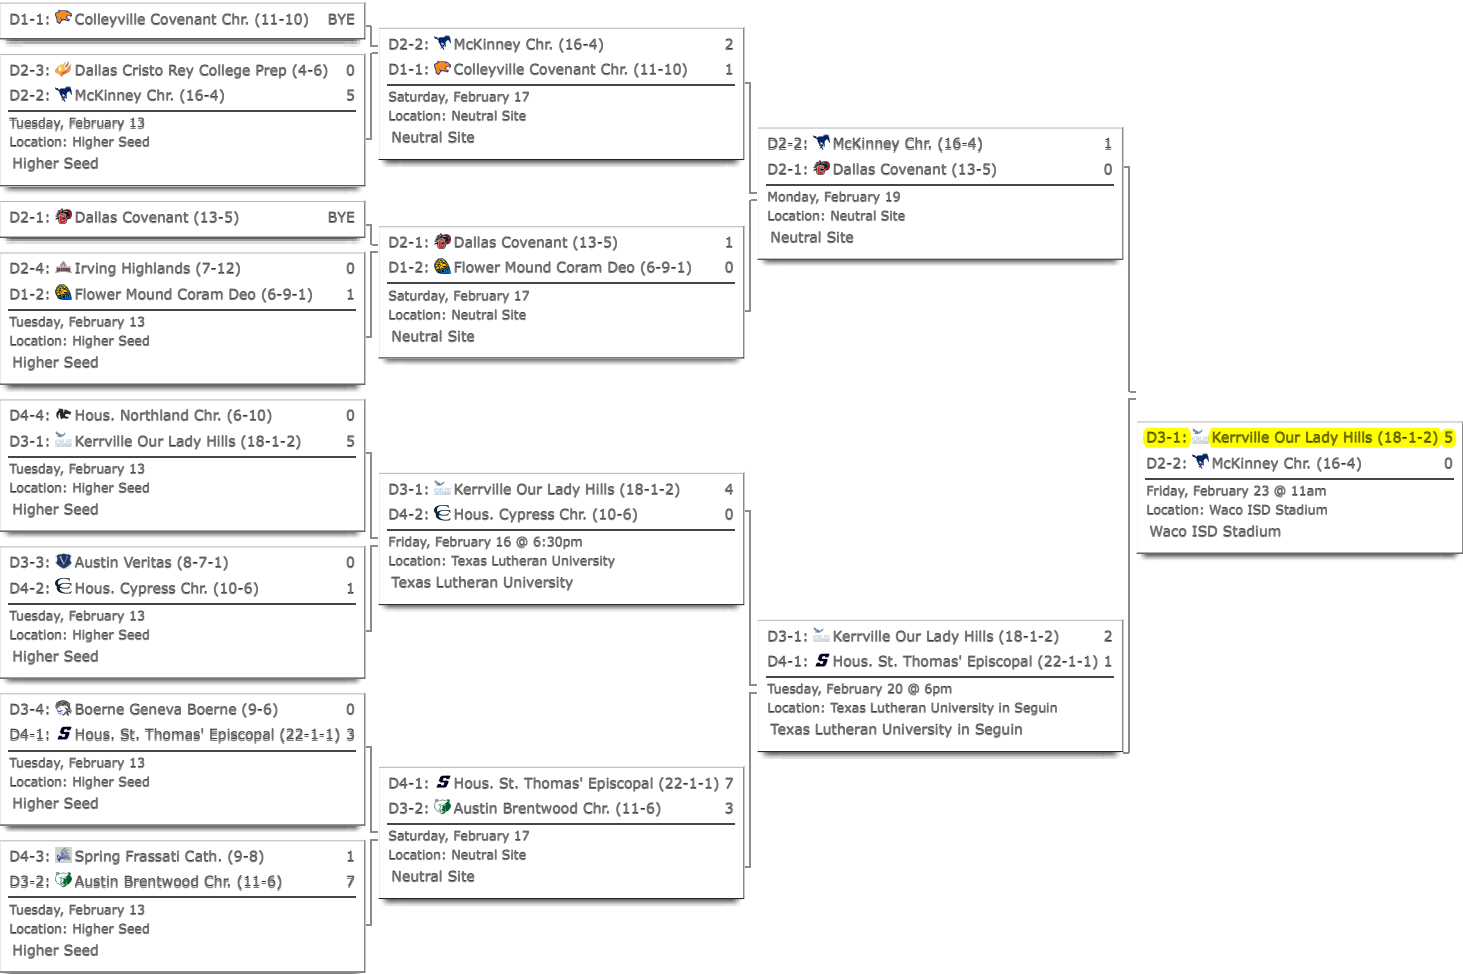 D1-1: Colleyville Covenant Chr. (11-10) BYE
D2-3: Dallas Cristo Rey College Prep (4-6) 0
D2-2: McKinney Chr. (16-4) 5
Tuesday, February 13
Location: Higher Seed
Higher Seed
D2-1: Dallas Covenant (13-5) BYE
D2-4: Irving Highlands (7-12) 0
D1-2: Flower Mound Coram Deo (6-9-1) 1
Tuesday, February 13
Location: Higher Seed
Higher Seed
D4-4: Hous. Northland Chr. (6-10) 0
D3-1: Kerrville Our Lady Hills (18-1-2) 5
Tuesday, February 13
Location: Higher Seed
Higher Seed
D3-3: Austin Veritas (8-7-1) 0
D4-2: Hous. Cypress Chr. (10-6) 1
Tuesday, February 13
Location: Higher Seed
Higher Seed
D3-4: Boerne Geneva Boerne (9-6) 0
D4-1: Hous. St. Thomas' Episcopal (22-1-1) 3
Tuesday, February 13
Location: Higher Seed
Higher Seed
D4-3: Spring Frassati Cath. (9-8) 1
D3-2: Austin Brentwood Chr. (11-6) 7
Tuesday, February 13
Location: Higher Seed
Higher Seed
D2-2: McKinney Chr. (16-4) 2
D1-1: Colleyville Covenant Chr. (11-10) 1
Saturday, February 17
Location: Neutral Site
Neutral Site
D2-1: Dallas Covenant (13-5) 1
D1-2: Flower Mound Coram Deo (6-9-1) 0
Saturday, February 17
Location: Neutral Site
Neutral Site
D3-1: Kerrville Our Lady Hills (18-1-2) 4
D4-2: Hous. Cypress Chr. (10-6) 0
Friday, February 16 @ 6:30pm
Location: Texas Lutheran University
Texas Lutheran University
D4-1: Hous. St. Thomas' Episcopal (22-1-1) 7
D3-2: Austin Brentwood Chr. (11-6) 3
Saturday, February 17
Location: Neutral Site
Neutral Site
D2-2: McKinney Chr. (16-4) 1
D2-1: Dallas Covenant (13-5) 0
Monday, February 19
Location: Neutral Site
Neutral Site
D3-1: Kerrville Our Lady Hills (18-1-2) 2
D4-1: Hous. St. Thomas' Episcopal (22-1-1) 1
Tuesday, February 20 @ 6pm
Location: Texas Lutheran University in Seguin
Texas Lutheran University in Seguin
D3-1: Kerrville Our Lady Hills (18-1-2) 5
D2-2: McKinney Chr. (16-4) 0
Friday, February 23 @ 11am
Location: Waco ISD Stadium
Waco ISD Stadium